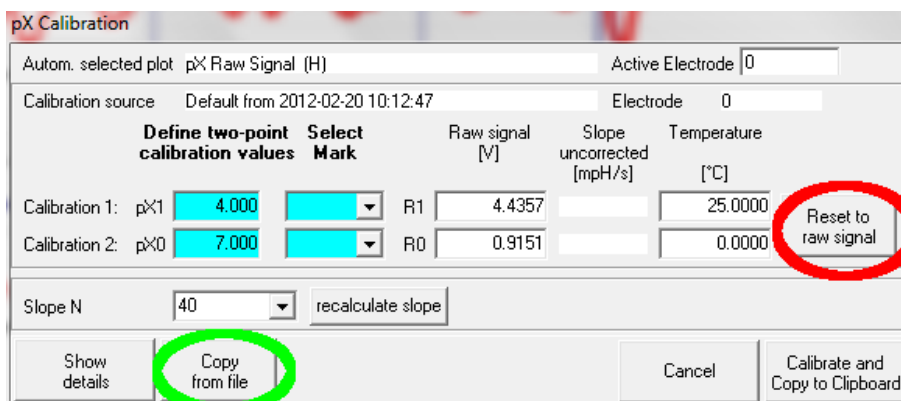 pX Calibration
Autom. selected plot pX Raw Signal (H) Active Electrode 0
Calibration source Default from 2012-02-20 10:12:47 Electrode 0
Define two-point Select Raw signal Slope Temperature
calibration values Mark [V] uncorrected
[mpH/s] [°C]
Calibration 1: pX1 4.000 R1 4.4357 25.0000 Reset to
Calibration 2: pX0 7.000 R0 0.9151 0.0000 raw signal
Slope N 40 recalculate slope
Show Copy Cancel Calibrate and
details from file Copy to Clipboard